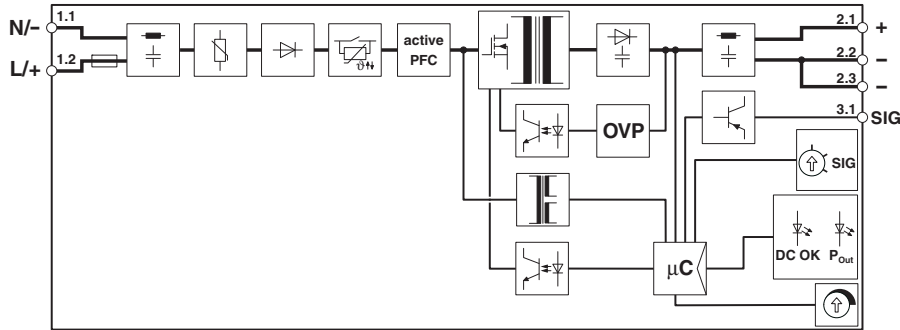 N/–
1.1
L/+
1.2
ϑ
active
PFC
2.1
+
2.2
–
2.3
–
3.1
SIG
OVP
SIG
µC
DC OK
POut